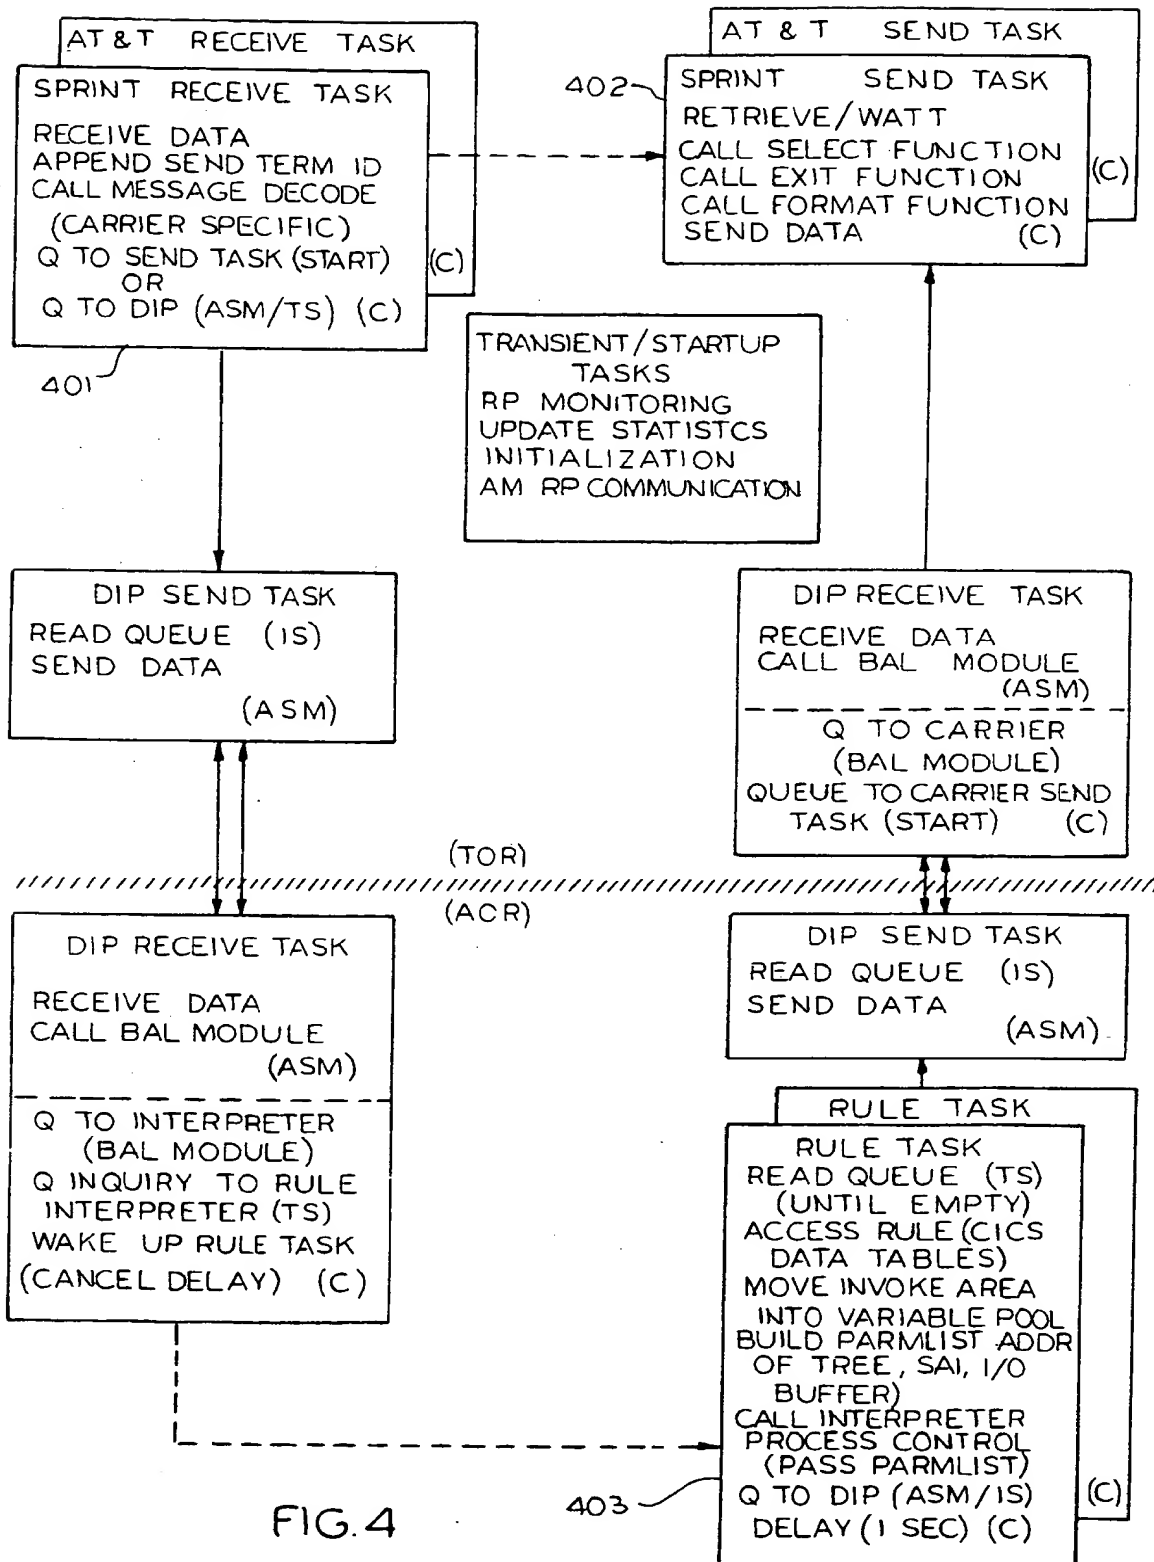 AT&T RECEIVE TASK
SPRINT RECEIVE TASK
RECEIVE DATA
APPEND SEND TERM ID
CALL MESSAGE DECODE
(CARRIER SPECIFIC)
Q TO SEND TASK (START)
OR
Q TO DIP (ASM/TS) (C)
(C)
401
AT & T SEND TASK
402
SPRINT SEND TASK
RETRIEVE/WATT
CALL SELECT FUNCTION
CALL EXIT FUNCTION
CALL FORMAT FUNCTION
SEND DATA (C)
(C)
TRANSIENT/STARTUP
TASKS
RP MONITORING
UPDATE STATISTCS
INITIALIZATION
AM RP COMMUNICATION
DIP SEND TASK
READ QUEUE (IS)
SEND DATA
(ASM)
DIP RECEIVE TASK
RECEIVE DATA
CALL BAL MODULE
(ASM)
Q TO CARRIER
(BAL MODULE)
QUEUE TO CARRIER SEND
TASK (START) (C)
(TOR)
(ACR)
DIP RECEIVE TASK
RECEIVE DATA
CALL BAL MODULE
(ASM)
Q TO INTERPRETER
(BAL MODULE)
Q INQUIRY TO RULE
INTERPRETER (TS)
WAKE UP RULE TASK
(CANCEL DELAY) (C)
DIP SEND TASK
READ QUEUE (IS)
SEND DATA
(ASM)
RULE TASK
RULE TASK
READ QUEUE (TS)
(UNTIL EMPTY)
ACCESS RULE (CICS
DATA TABLES)
MOVE INVOKE AREA
INTO VARIABLE POOL
BUILD PARMLIST ADDR
OF TREE, SAI, I/O
BUFFER)
CALL INTERPRETER
PROCESS CONTROL
(PASS PARMLIST)
Q TO DIP (ASM/IS)
DELAY (1 SEC) (C)
(C)
403
FIG. 4